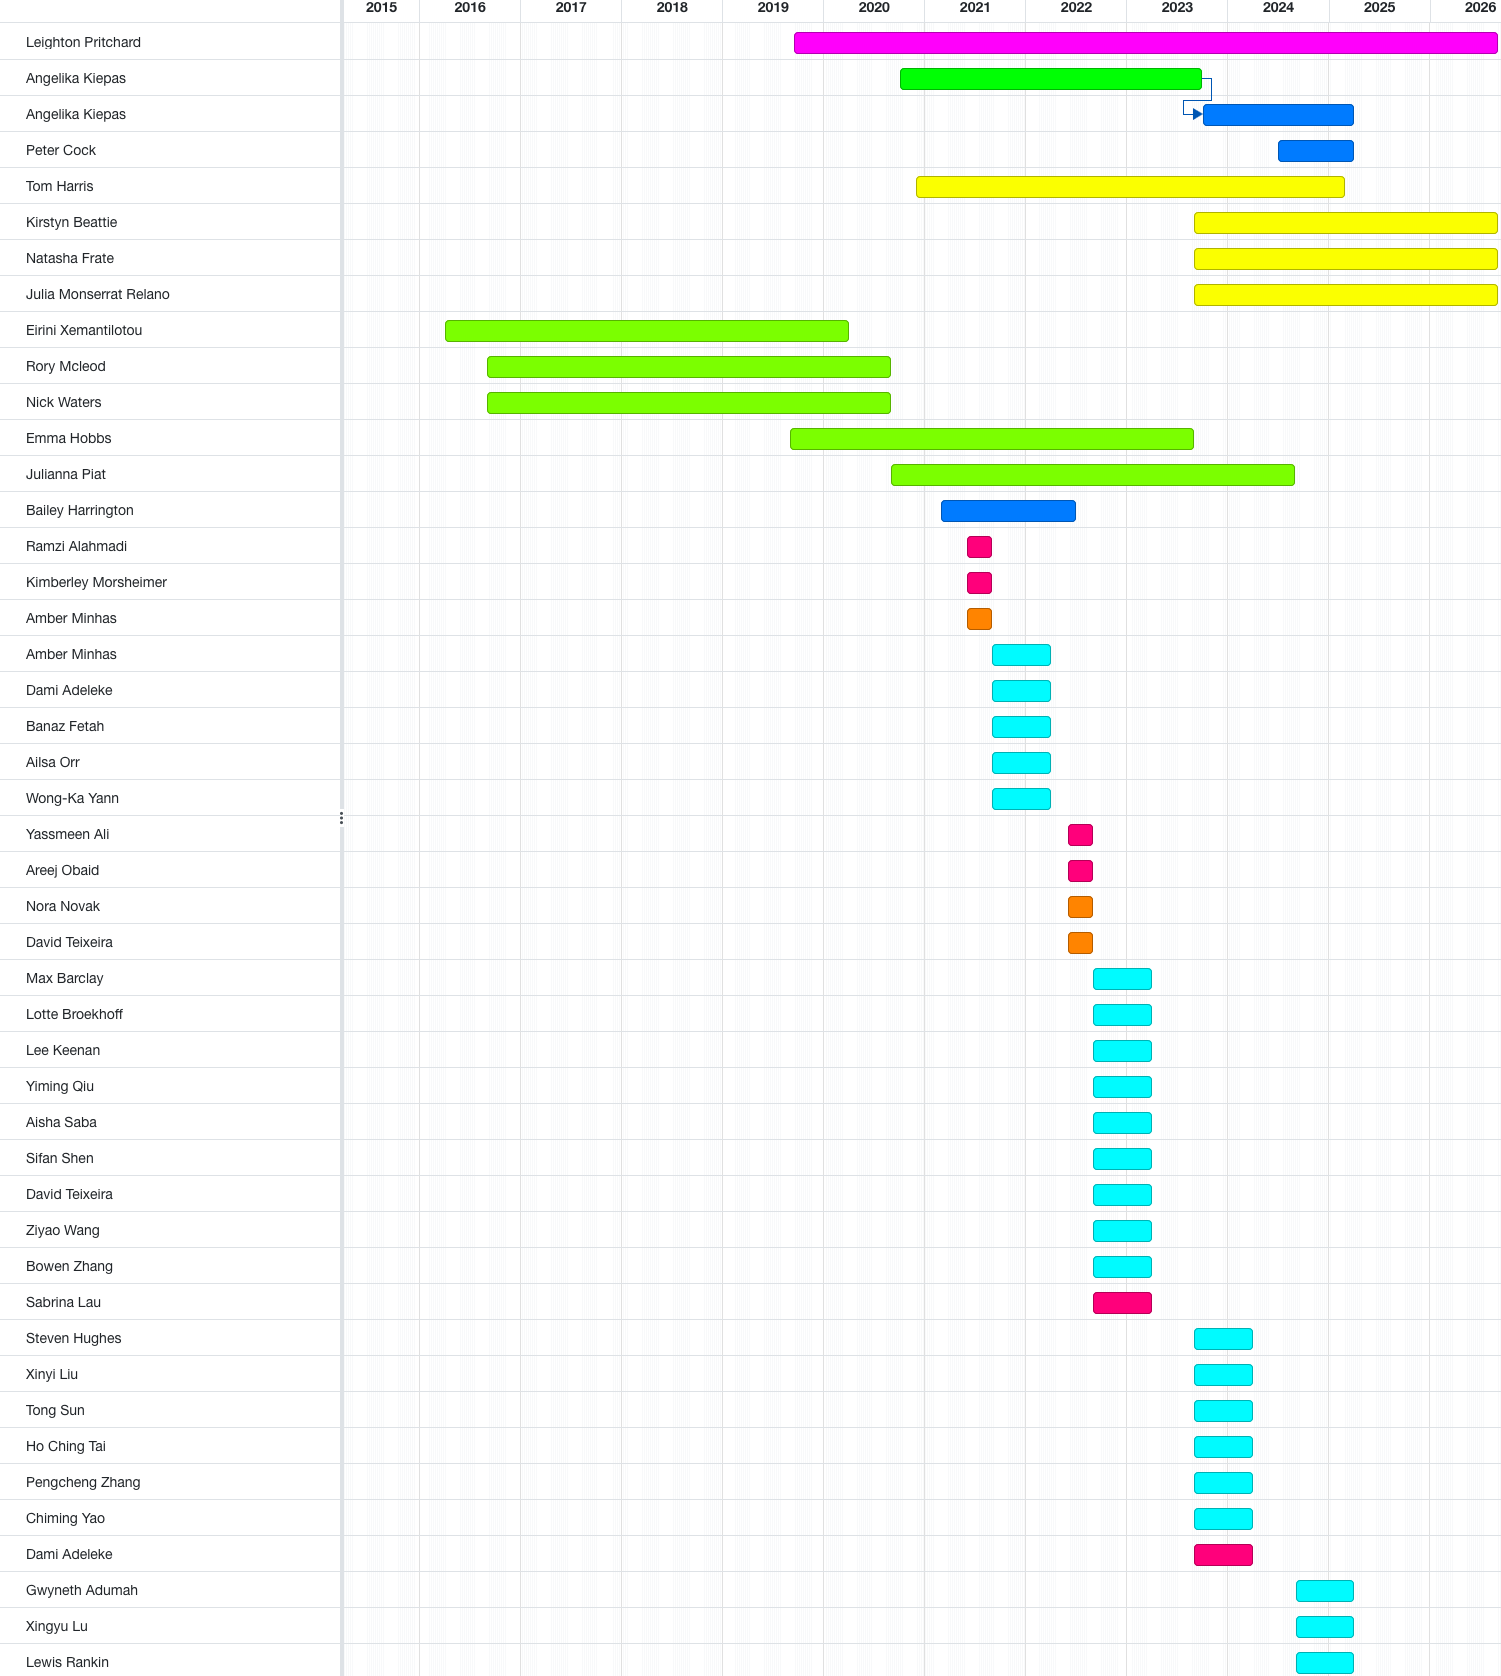 2015 2016 2017 2018 2019 2020 2021 2022 2023 2024 2025 2026
Leighton Pritchard
Angelika Kiepas
Angelika Kiepas
Peter Cock
Tom Harris
Kirstyn Beattie
Natasha Frate
Julia Monserrat Relano
Eirini Xemantilotou
Rory Mcleod
Nick Waters
Emma Hobbs
Julianna Piat
Bailey Harrington
Ramzi Alahmadi
Kimberley Morsheimer
Amber Minhas
Amber Minhas
Dami Adeleke
Banaz Fetah
Ailsa Orr
Wong-Ka Yann
Yassmeen Ali
Areej Obaid
Nora Novak
David Teixeira
Max Barclay
Lotte Broekhoff
Lee Keenan
Yiming Qiu
Aisha Saba
Sifan Shen
David Teixeira
Ziyao Wang
Bowen Zhang
Sabrina Lau
Steven Hughes
Xinyi Liu
Tong Sun
Ho Ching Tai
Pengcheng Zhang
Chiming Yao
Dami Adeleke
Gwyneth Adumah
Xingyu Lu
Lewis Rankin